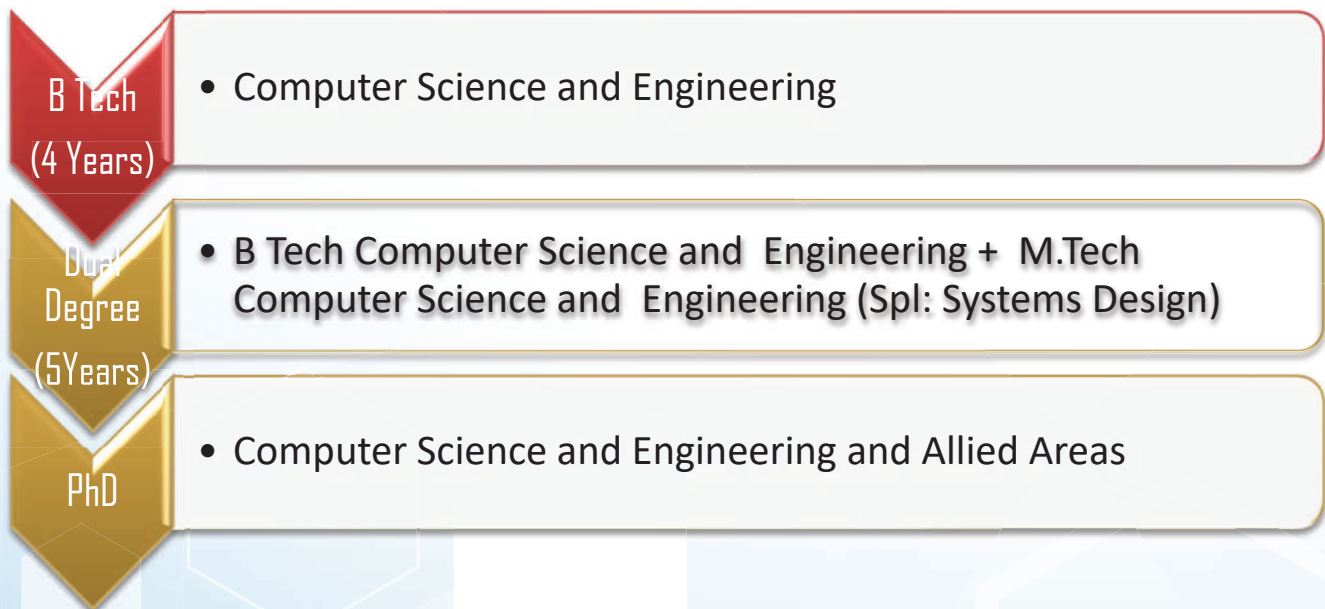 B Tech
(4 Years)
• Computer Science and Engineering
Dual
Degree
(5Years)
• B Tech Computer Science and Engineering + M.Tech
Computer Science and Engineering (Spl: Systems Design)
PhD
• Computer Science and Engineering and Allied Areas